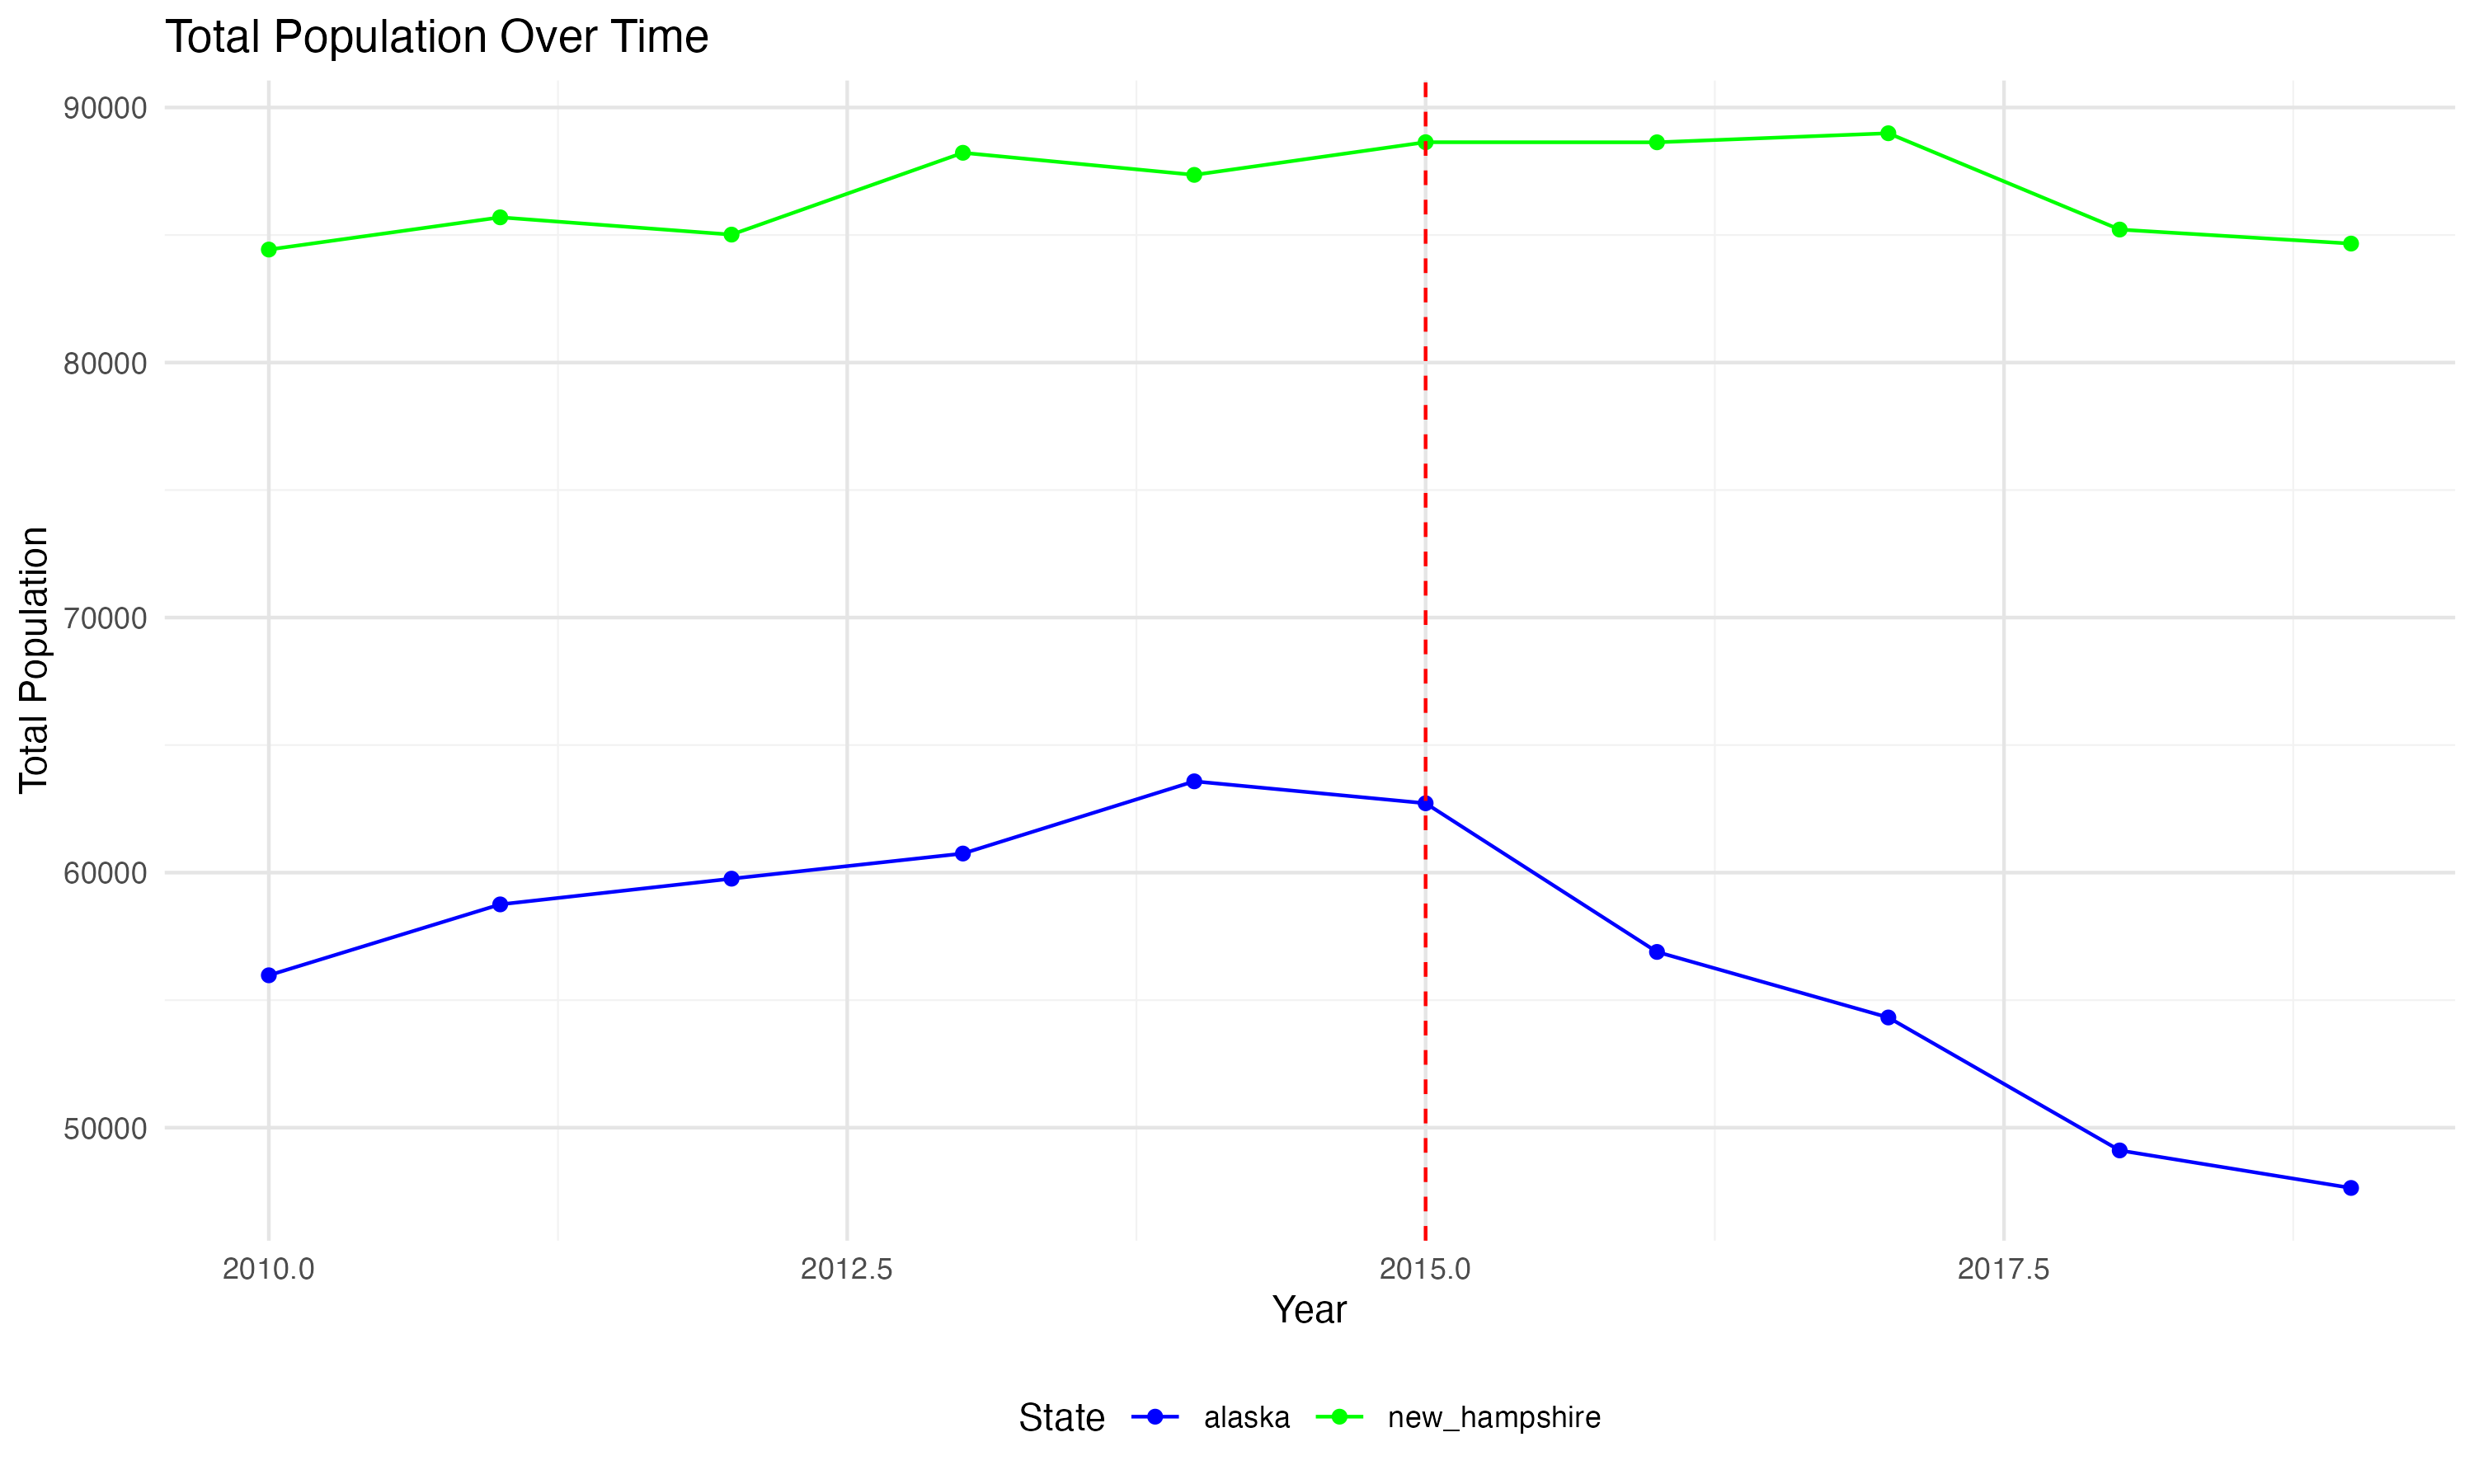 Total Population Over Time
90000
80000
70000
60000
50000
Total Population
2010.0 2012.5 2015.0 2017.5
Year
State alaska new_hampshire